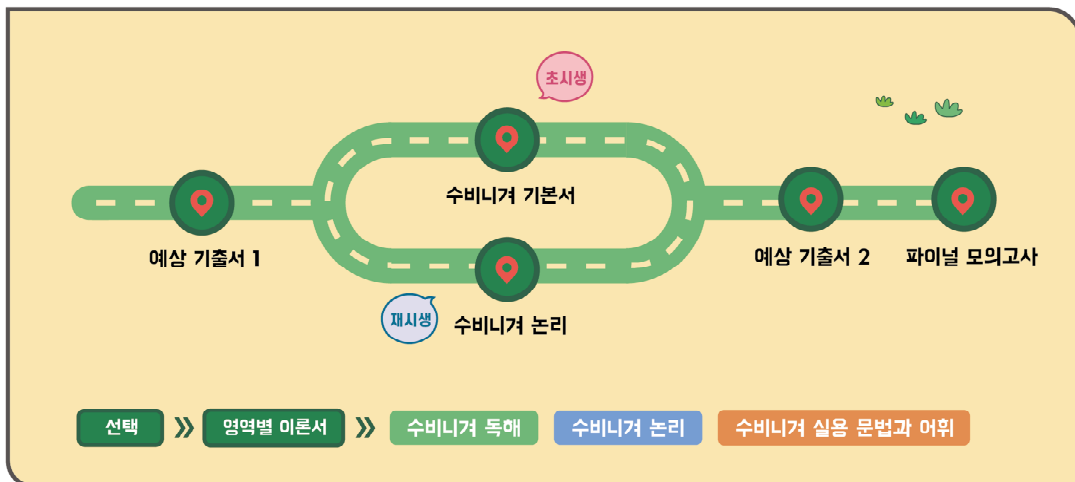 초시생
수비니겨 기본서
예상 기출서 1
예상 기출서 2
파이널 모의고사
재시생
수비니겨 논리
선택
영역별 이론서
수비니겨 독해
수비니겨 논리
수비니겨 실용 문법과 어휘